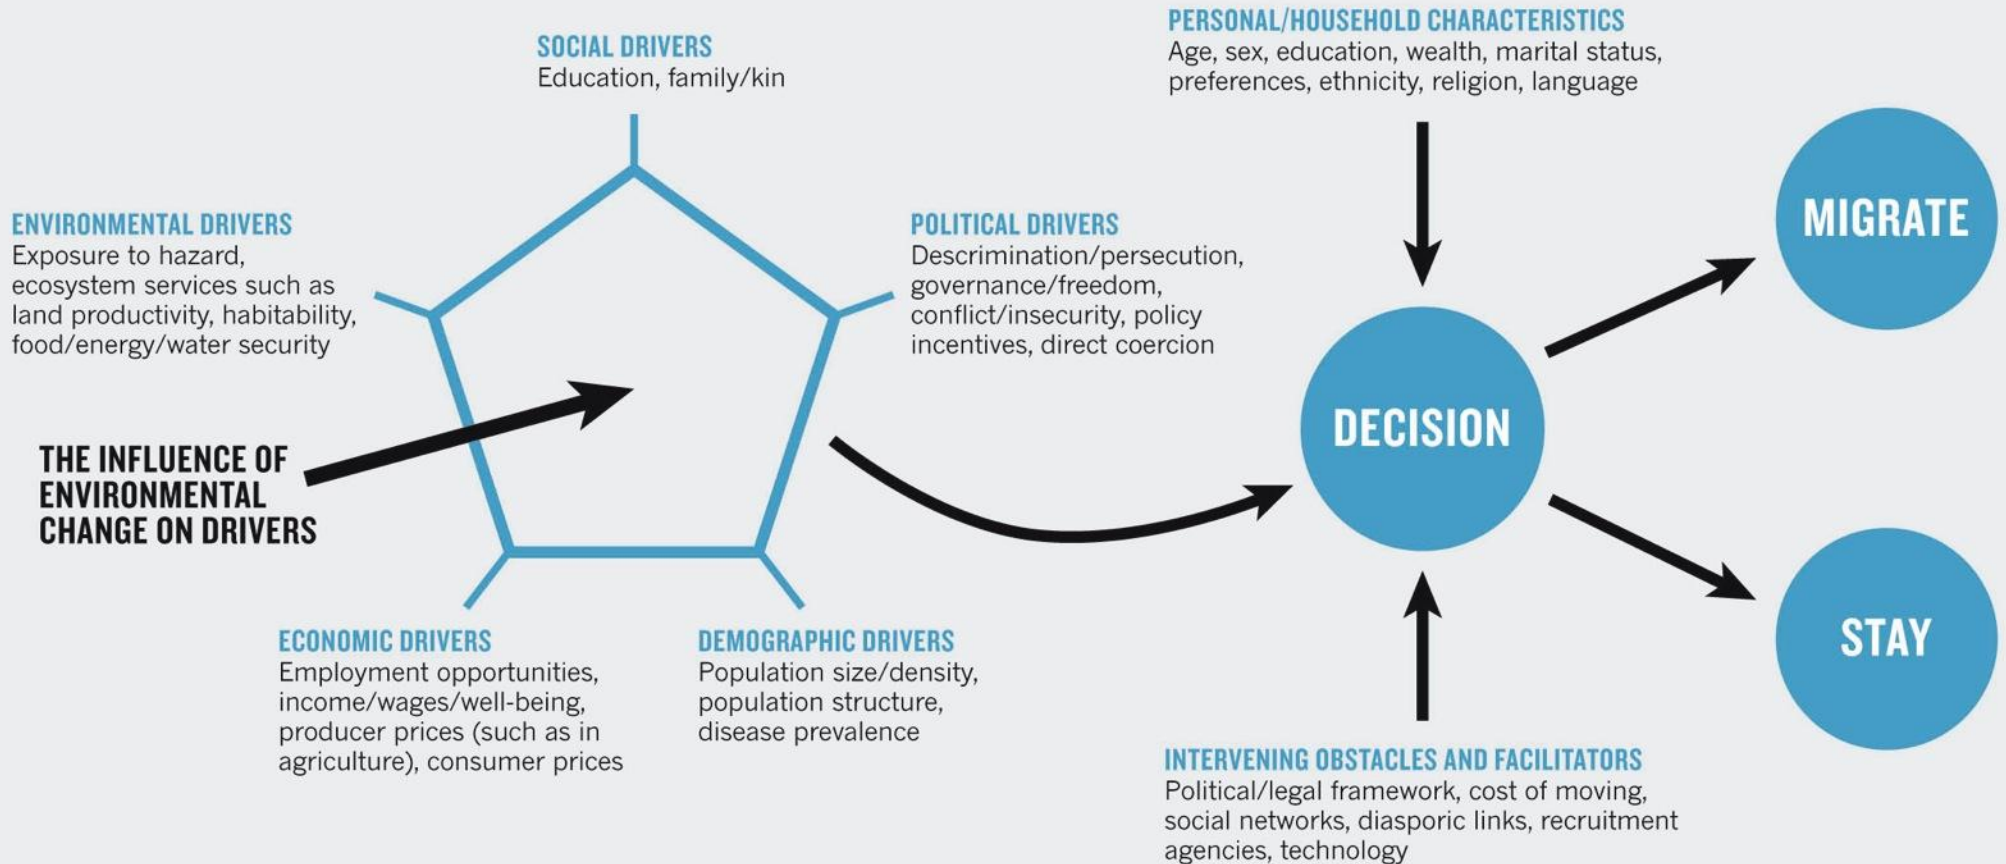 SOCIAL DRIVERS
Education, family/kin
PERSONAL/HOUSEHOLD CHARACTERISTICS
Age, sex, education, wealth, marital status,
preferences, ethnicity, religion, language
ENVIRONMENTAL DRIVERS
Exposure to hazard,
ecosystem services such as
land productivity, habitability,
food/energy/water security
POLITICAL DRIVERS
Descrimination/persecution,
governance/freedom,
conflict/insecurity, policy
incentives, direct coercion
MIGRATE
DECISION
THE INFLUENCE OF
ENVIRONMENTAL
CHANGE ON DRIVERS
STAY
ECONOMIC DRIVERS
Employment opportunities,
income/wages/well-being,
producer prices (such as in
agriculture), consumer prices
DEMOGRAPHIC DRIVERS
Population size/density,
population structure,
disease prevalence
INTERVENING OBSTACLES AND FACILITATORS
Political/legal framework, cost of moving,
social networks, diasporic links, recruitment
agencies, technology